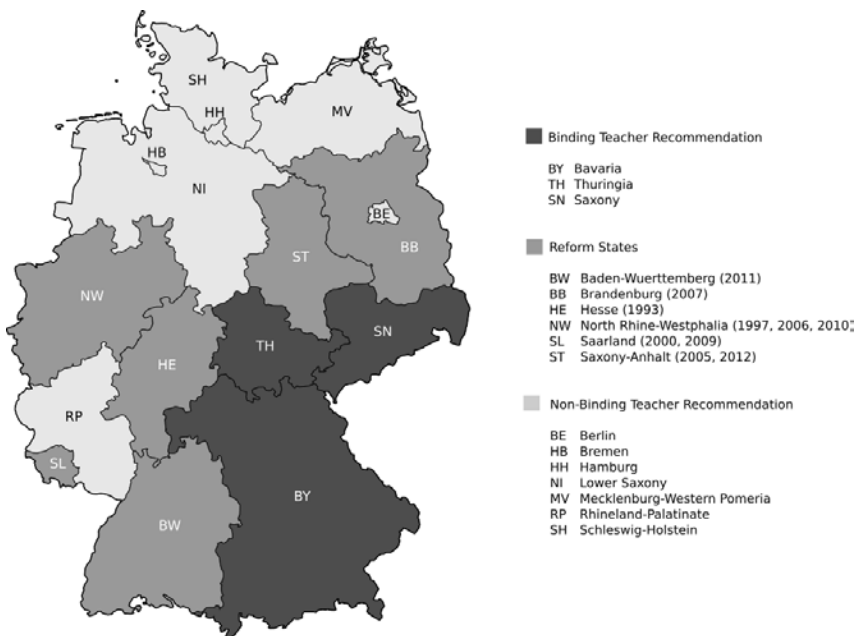 SH
HH
MV
HB
NI
BE
BB
ST
NW
SN
TH
HE
RP
SL
BY
BW
Binding Teacher Recommendation
BY Bavaria
TH Thuringia
SN Saxony
Reform States
BW Baden-Wuerttemberg (2011)
BB Brandenburg (2007)
HE Hesse (1993)
NW North Rhine-Westphalia (1997, 2006, 2010)
SL Saarland (2000, 2009)
ST Saxony-Anhalt (2005, 2012)
Non-Binding Teacher Recommendation
BE Berlin
HB Bremen
HH Hamburg
NI Lower Saxony
MV Mecklenburg-Western Pomeria
RP Rhineland-Palatinate
SH Schleswig-Holstein